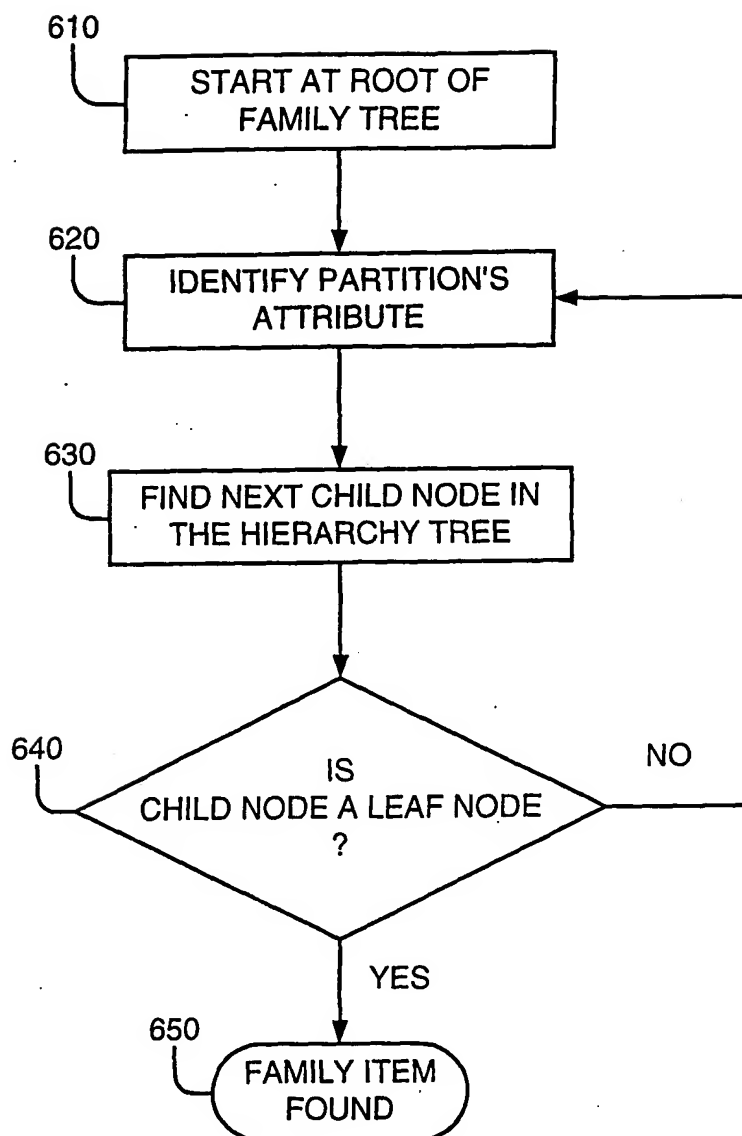 610
START AT ROOT OF
FAMILY TREE
620
IDENTIFY PARTITION'S
ATTRIBUTE
630
FIND NEXT CHILD NODE IN
THE HIERARCHY TREE
640
IS
CHILD NODE A LEAF NODE
?
NO
YES
650
FAMILY ITEM
FOUND